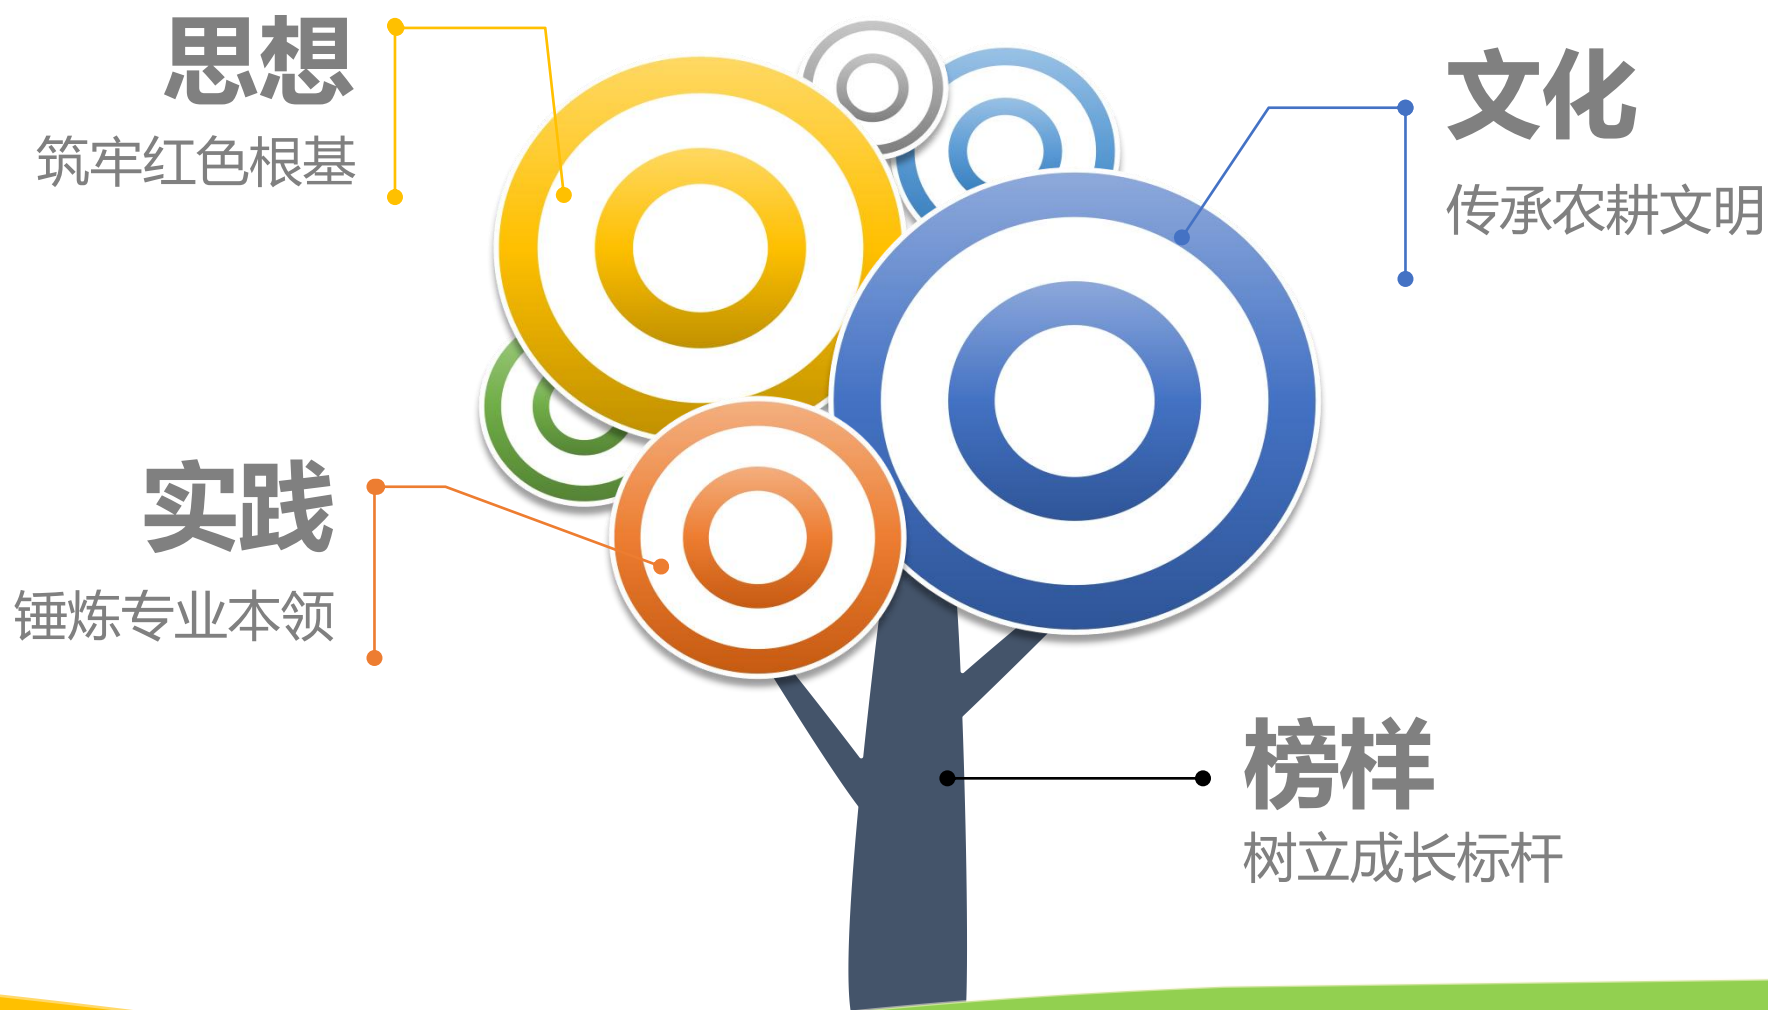 思想
筑牢红色根基
文化
传承农耕文明
实践
锤炼专业本领
榜样
树立成长标杆